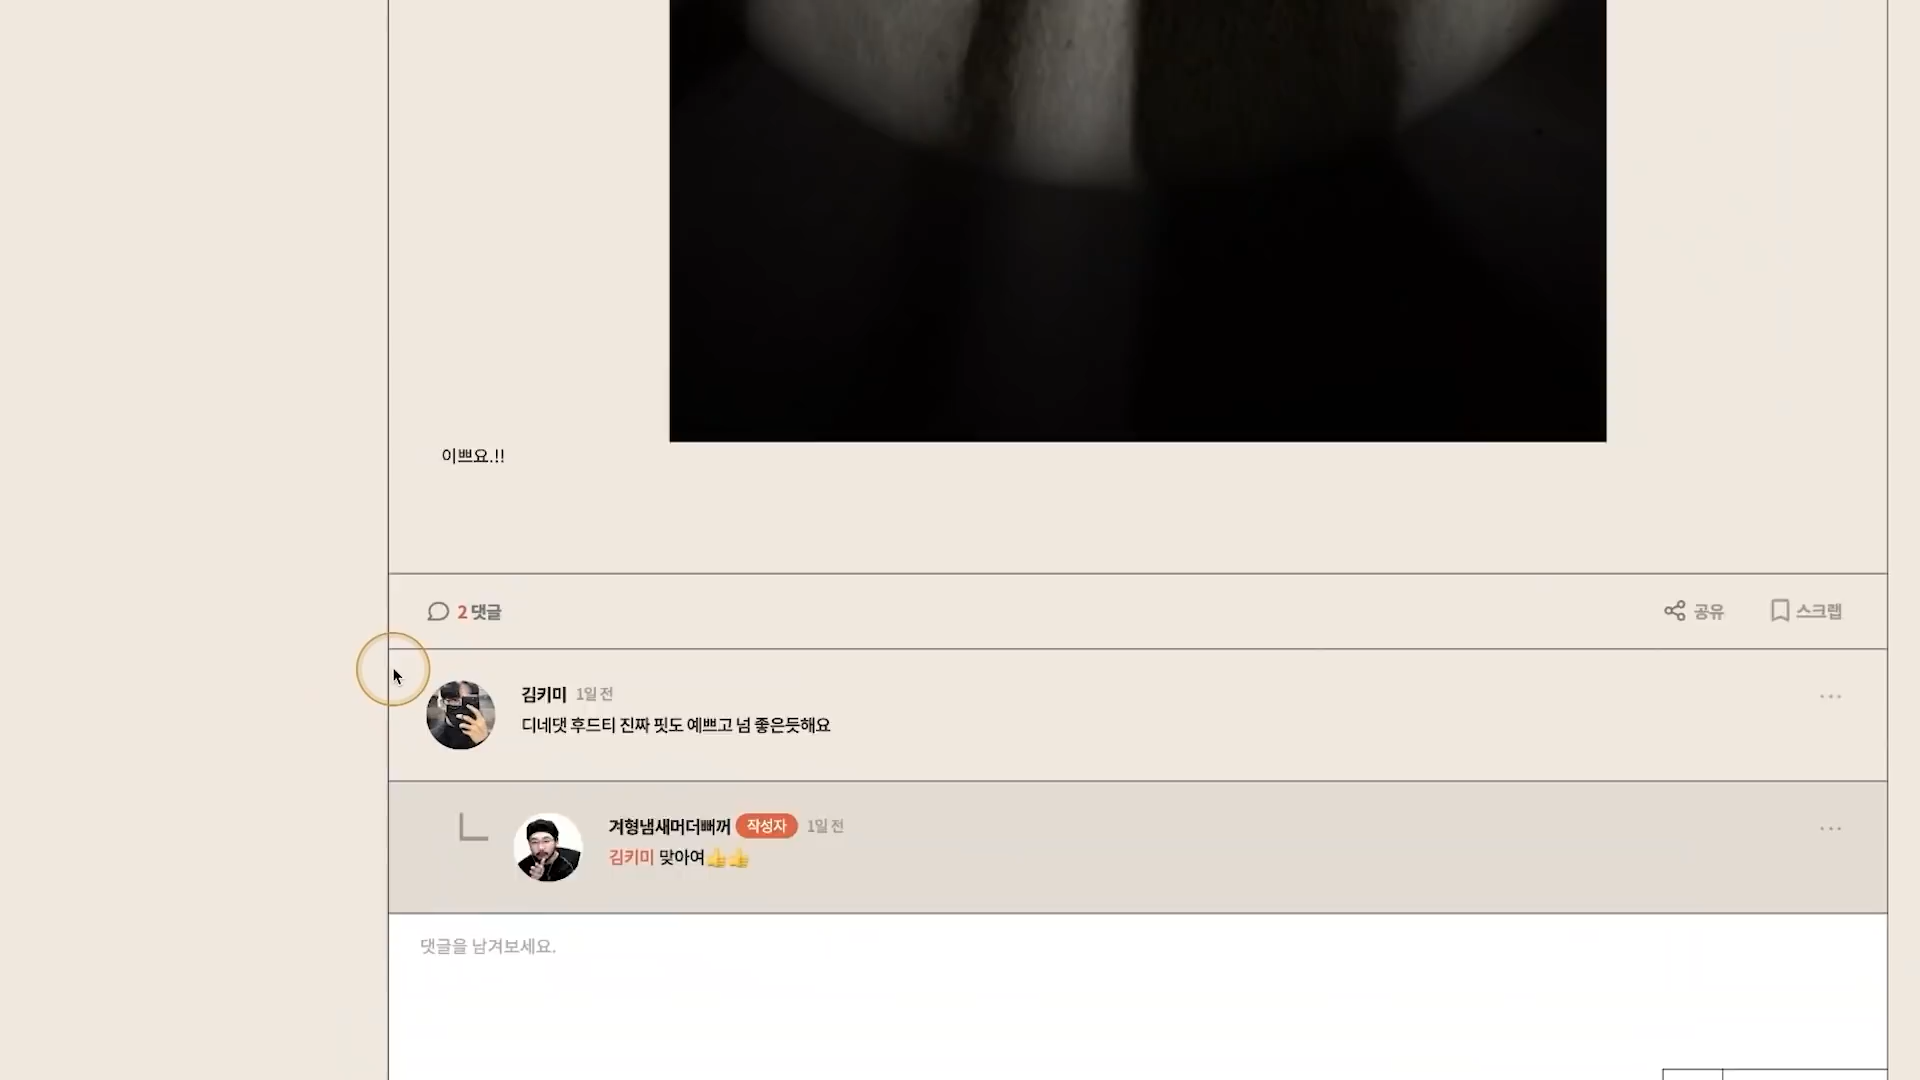 이쁘요.!!
2 댓글
공유
스크랩
김키미 1일 전
디네댓 후드티 진짜 핏도 예쁘고 넘 좋은듯해요
겨형냄새머더뻐꺼 작성자 1일 전
김키미 맞아여👍👍
댓글을 남겨보세요.